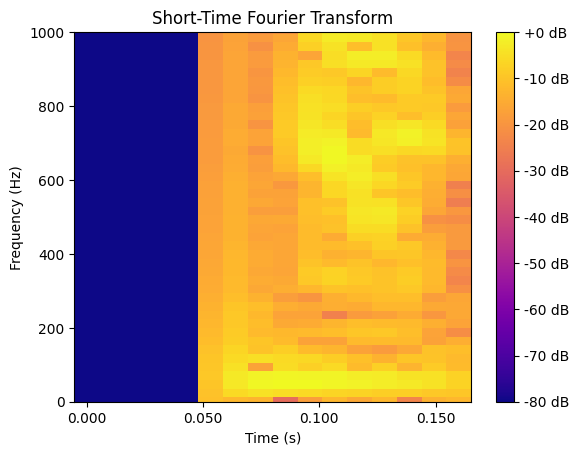 Short-Time Fourier Transform
Frequency (Hz)
1000
800
600
400
200
0
0.000
0.050
0.100
0.150
Time (s)
+0 dB
-10 dB
-20 dB
-30 dB
-40 dB
-50 dB
-60 dB
-70 dB
-80 dB